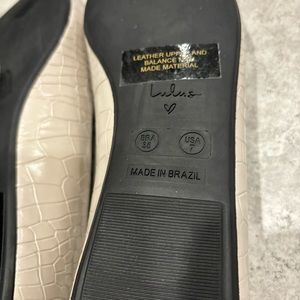 LEATHER UPPER AND
BALANCE MAN
MADE MATERIAL
Lulus
BRA
36
USA
7
MADE IN BRAZIL